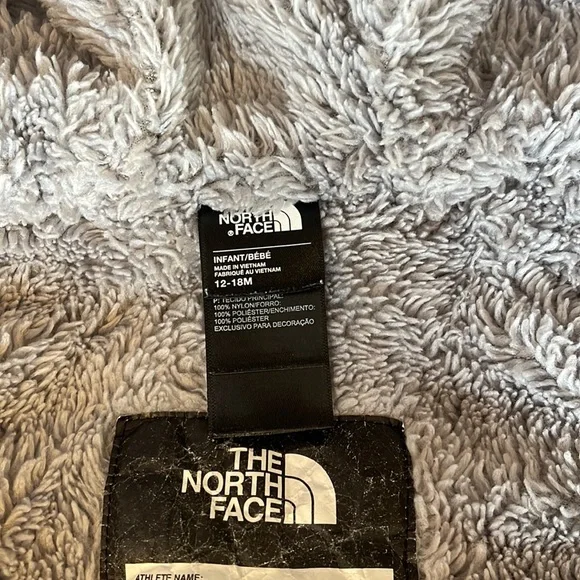 NORTH
FACE
INFANT/BÉBÉ
MADE IN VIETNAM
FABRIQUÉ AU VIETNAM
12-18M
P: TECIDO PRINCIPAL:
100% NYLON/FORRO:
100% POLIÉSTER/ENCHIMENTO:
100% POLIÉSTER
EXCLUSIVO PARA DECORAÇÃO
THE
NORTH
FACE
ATHLETE NAME: